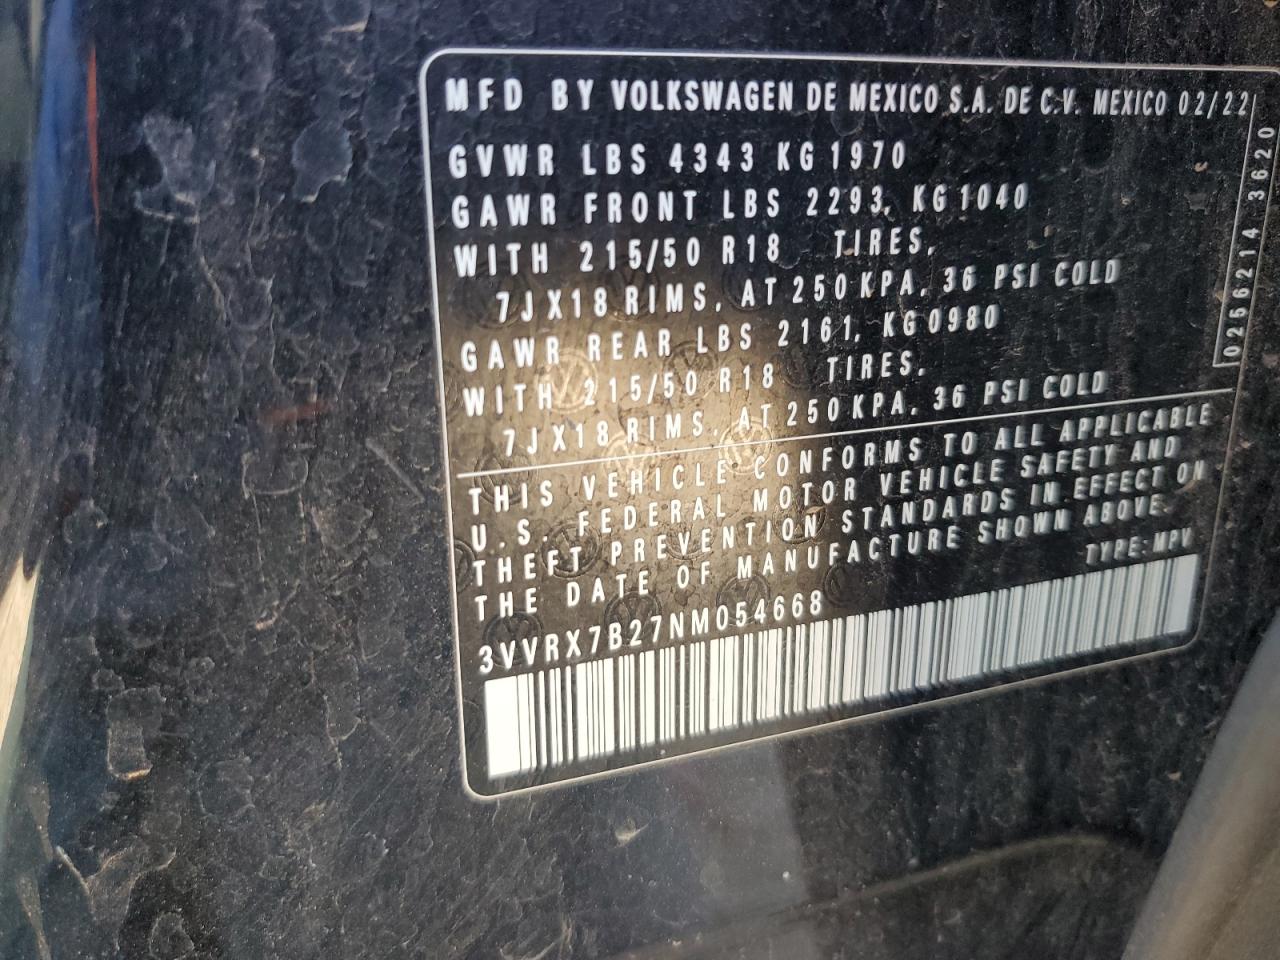 MFD BY VOLKSWAGEN DE MEXICO S.A. DE C.V. MEXICO 02/22
GVWR LBS 4343 KG 1970
GAWR FRONT LBS 2293, KG 1040
WITH 215/50 R18 TIRES,
7JX18 RIMS, AT 250 KPA, 36 PSI COLD
GAWR REAR LBS 2161, KG 0980
WITH 215/50 R18 TIRES,
7JX18 RIMS, AT 250 KPA, 36 PSI COLD
THIS VEHICLE CONFORMS TO ALL APPLICABLE
U.S. FEDERAL MOTOR VEHICLE SAFETY AND
THEFT PREVENTION STANDARDS IN EFFECT ON
THE DATE OF MANUFACTURE SHOWN ABOVE.
TYPE: MPV
3VVRX7B27NM054668
0256214 3620